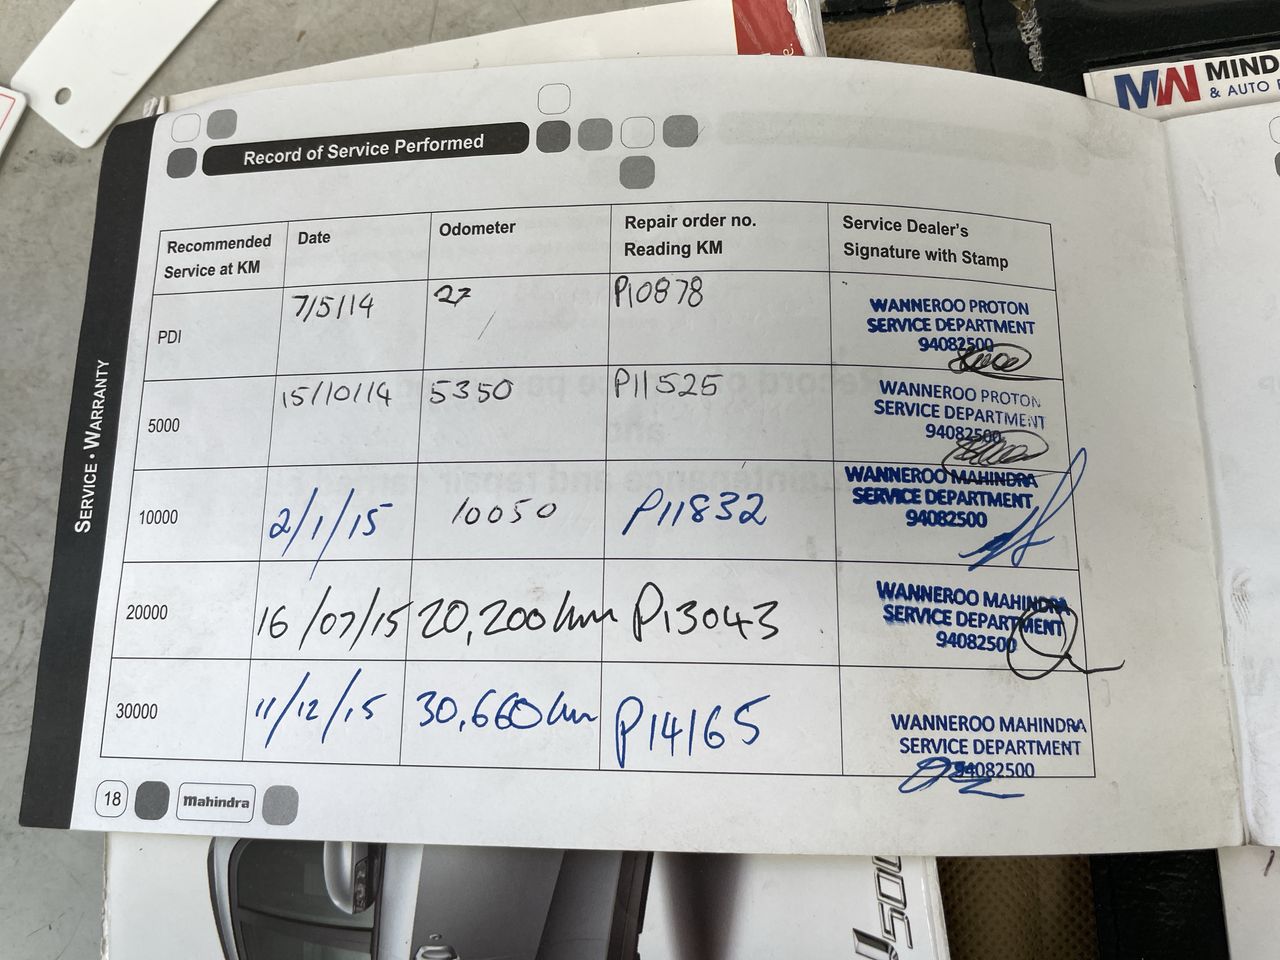 MIND
& AUTO
Record of Service Performed
Recommended Service at KM
Date
Odometer
Repair order no. Reading KM
Service Dealer's Signature with Stamp
PDI
7/5/14
27
P10878
WANNEROO PROTON
SERVICE DEPARTMENT
94082500
5000
15/10/14
5350
P11525
WANNEROO PROTON
SERVICE DEPARTMENT
94082500
10000
2/1/15
10050
P11832
WANNEROO MAHINDRA
SERVICE DEPARTMENT
94082500
20000
16/07/15
20,200km
P13043
WANNEROO MAHINDRA
SERVICE DEPARTMENT
94082500
30000
11/12/15
30,660km
P14165
WANNEROO MAHINDRA
SERVICE DEPARTMENT
94082500
SERVICE • WARRANTY
18
Mahindra